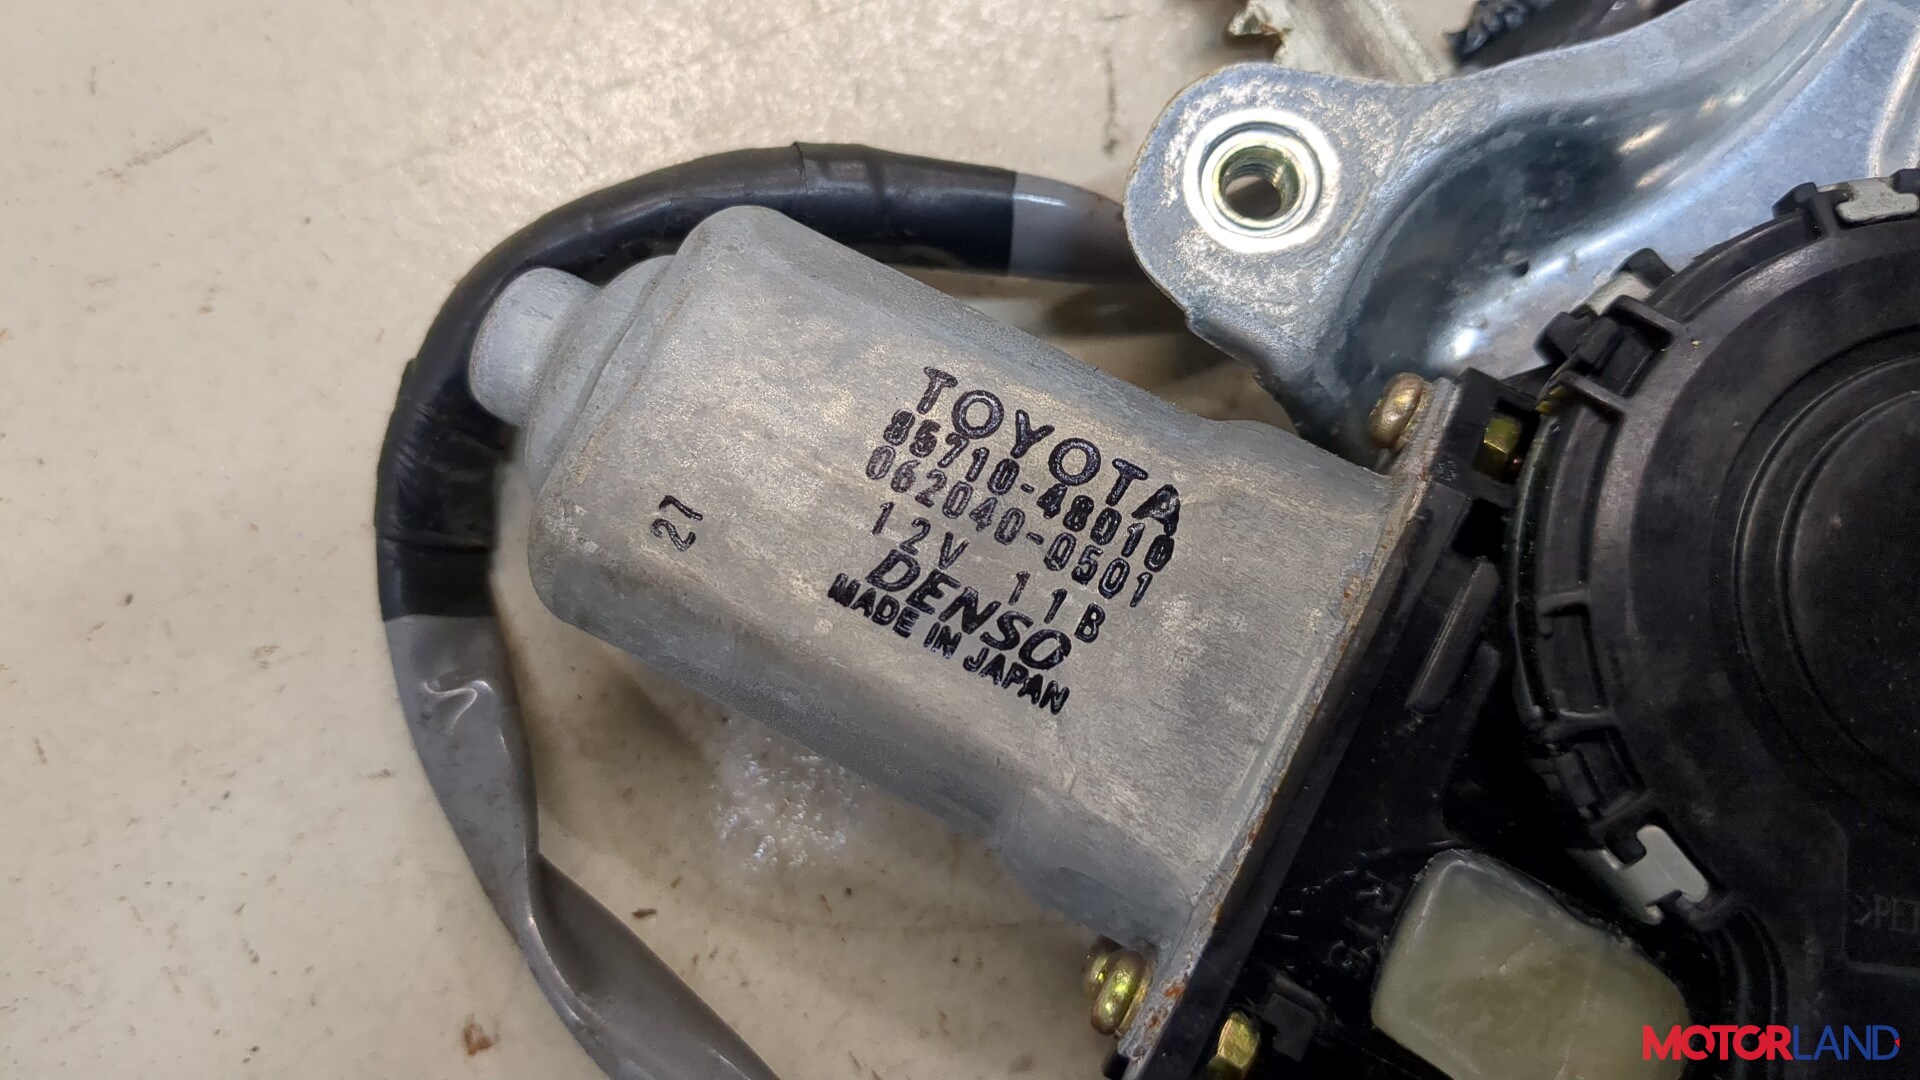 TOYOTA
85710-48010
062040-0501
12V 11B
DENSO
MADE IN JAPAN
27
MOTORLAND